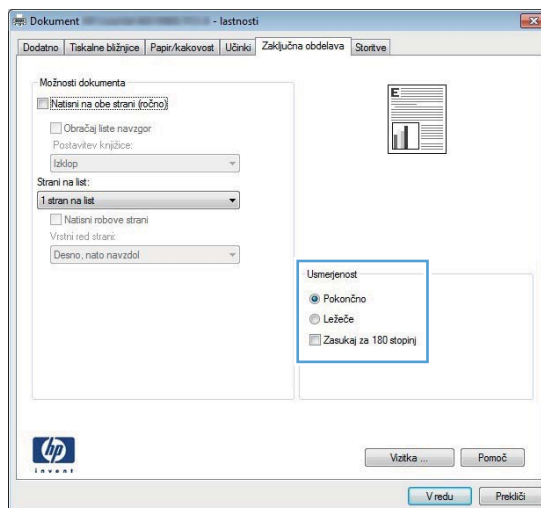 Dokument - lastnosti
Dodatno Tiskalne bližnjice Papir/kakovost Učinki Zaključna obdelava Storitve
Možnosti dokumenta
Natisni na obe strani (ročno)
Obračaj liste navzgor
Postavitev knjižice:
Izklop
Strani na list:
1 stran na list
Natisni robove strani
Vrstni red strani:
Desno, nato navzdol
E
Usmerjenost
Pokončno
Ležeče
Zasukaj za 180 stopinj
hp
invent
Vizitka ... Pomoč
V redu Prekliči